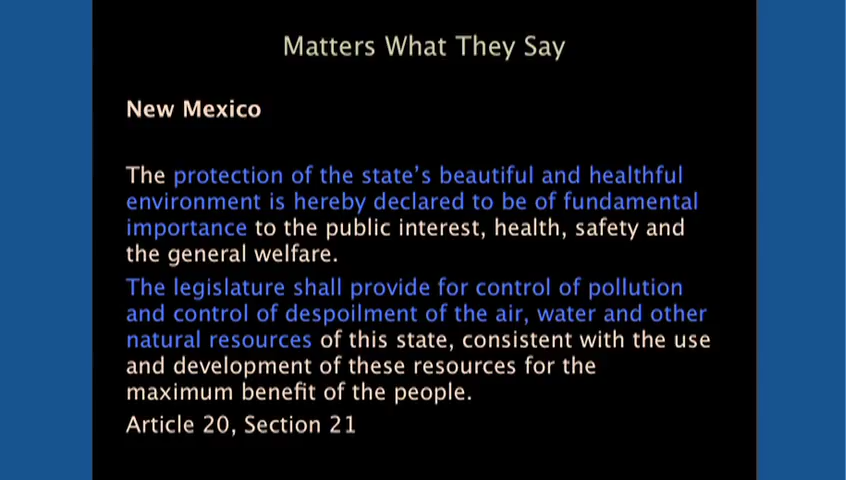 Matters What They Say
New Mexico
The protection of the state's beautiful and healthful
environment is hereby declared to be of fundamental
importance to the public interest, health, safety and
the general welfare.
The legislature shall provide for control of pollution
and control of despoilment of the air, water and other
natural resources of this state, consistent with the use
and development of these resources for the
maximum benefit of the people.
Article 20, Section 21